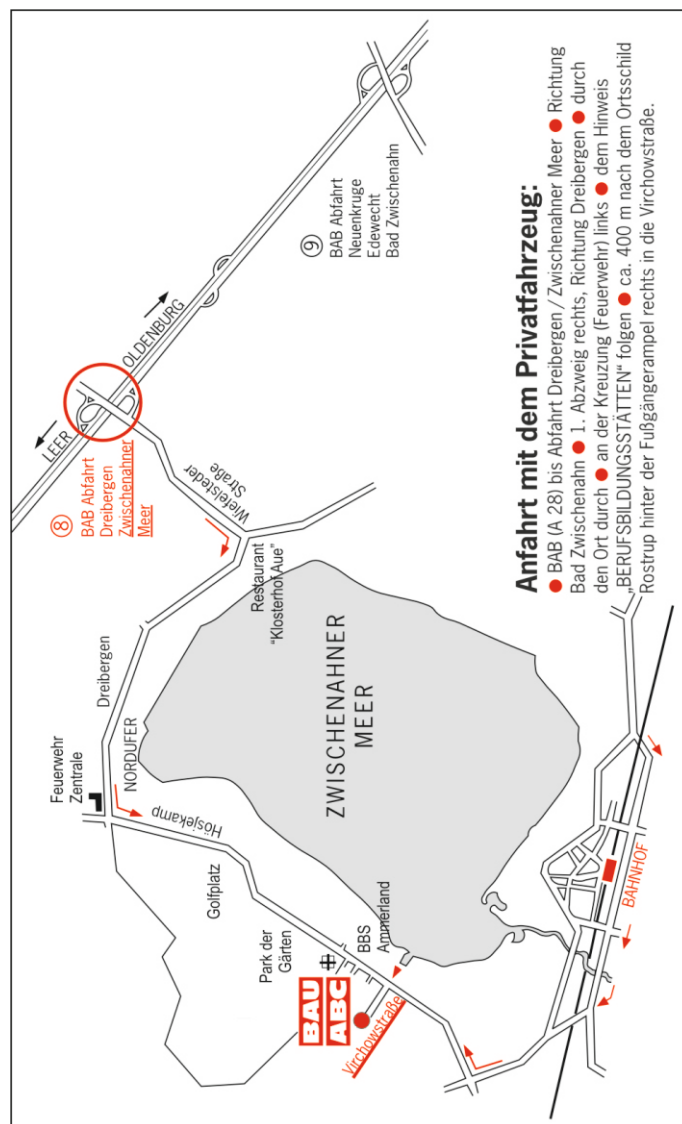 LEER
OLDENBURG
8
BAB Abfahrt
Dreibergen
Zwischenahner
Meer
9
BAB Abfahrt
Neuenkruge
Edewecht
Bad Zwischenahn
Wiefelsteder
Straße
Restaurant
"Klosterhof Aue"
Dreibergen
NORDUFER
Feuerwehr
Zentrale
Hösjekamp
Golfplatz
Park der
Gärten
BBS
Ammerland
BAU
ABC
Virchowstraße
ZWISCHENAHNER
MEER
BAHNHOF
Anfahrt mit dem Privatfahrzeug:
● BAB (A 28) bis Abfahrt Dreibergen / Zwischenahner Meer ● Richtung
Bad Zwischenahn ● 1. Abzweig rechts, Richtung Dreibergen ● durch
den Ort durch ● an der Kreuzung (Feuerwehr) links ● dem Hinweis
„BERUFSBILDUNGSSTÄTTEN“ folgen ● ca. 400 m nach dem Ortsschild
Rostrup hinter der Fußgängerampel rechts in die Virchowstraße.